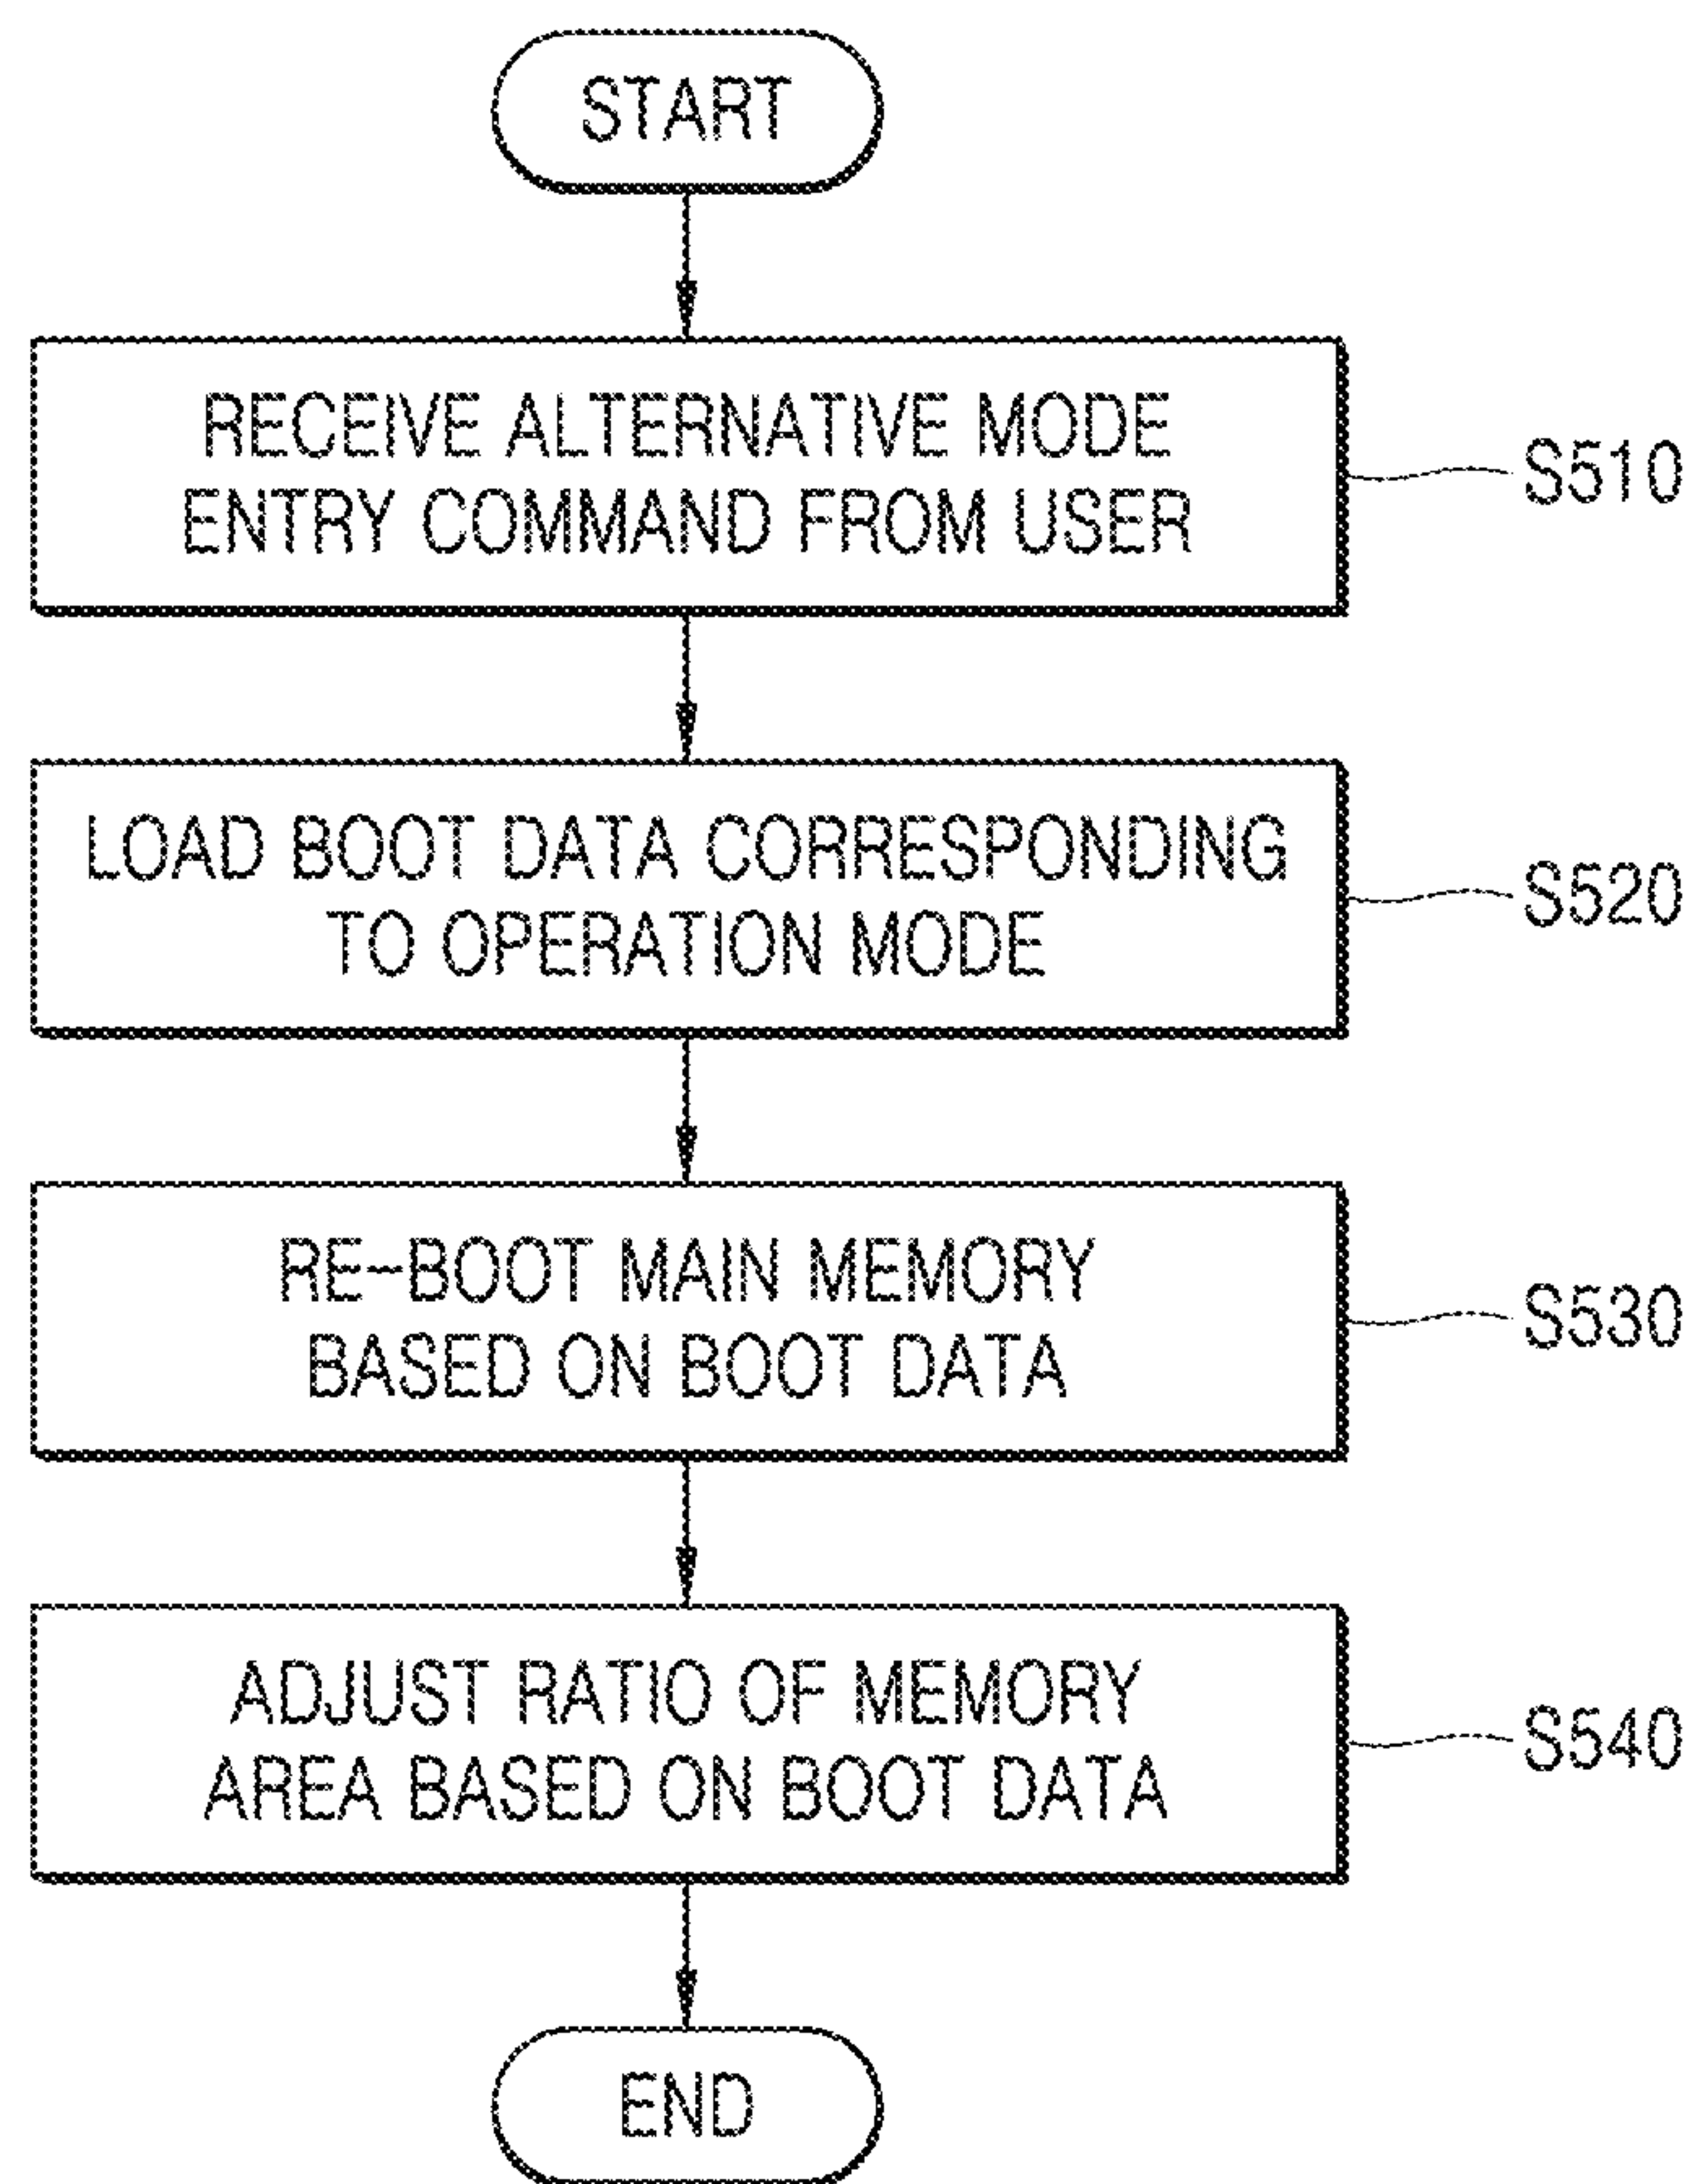 START
RECEIVE ALTERNATIVE MODE
ENTRY COMMAND FROM USER
S510
LOAD BOOT DATA CORRESPONDING
TO OPERATION MODE
S520
RE-BOOT MAIN MEMORY
BASED ON BOOT DATA
S530
ADJUST RATIO OF MEMORY
AREA BASED ON BOOT DATA
S540
END